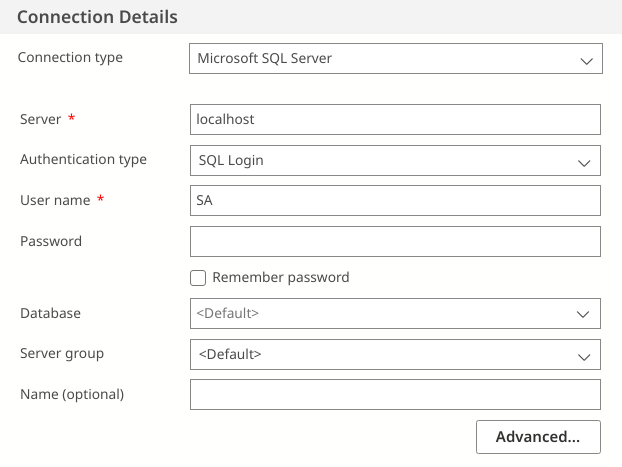 Connection Details
Connection type Microsoft SQL Server
Server * localhost
Authentication type SQL Login
User name * SA
Password
Remember password
Database <Default>
Server group <Default>
Name (optional)
Advanced...